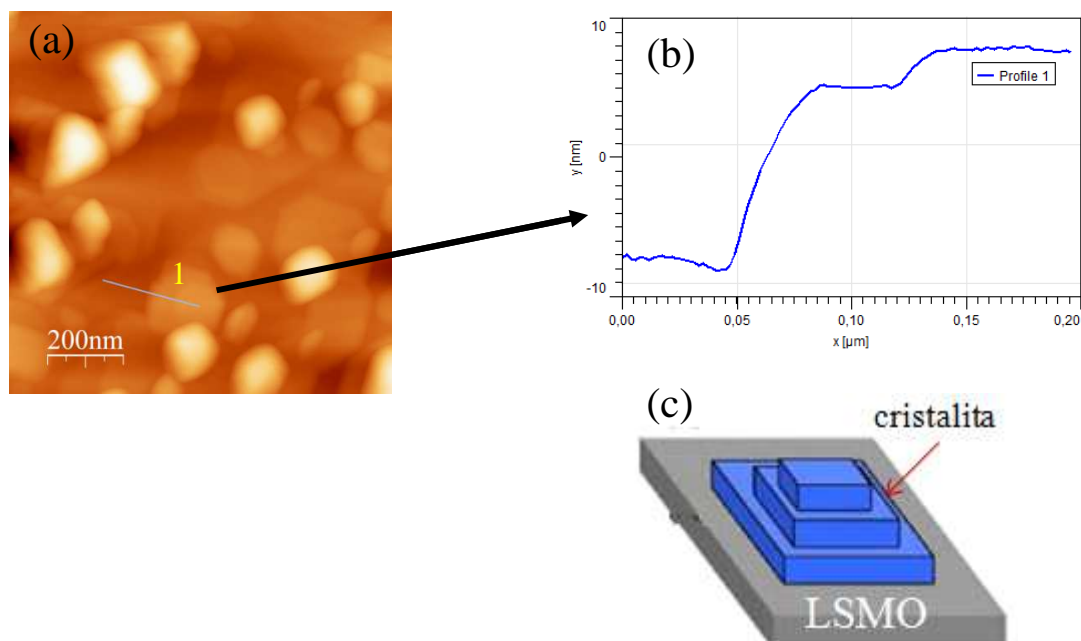 (a)
1
200nm
(b)
10
0
-10
y [nm]
Profile 1
0,00 0,05 0,10 0,15 0,20
x [µm]
(c)
cristalita
LSMO